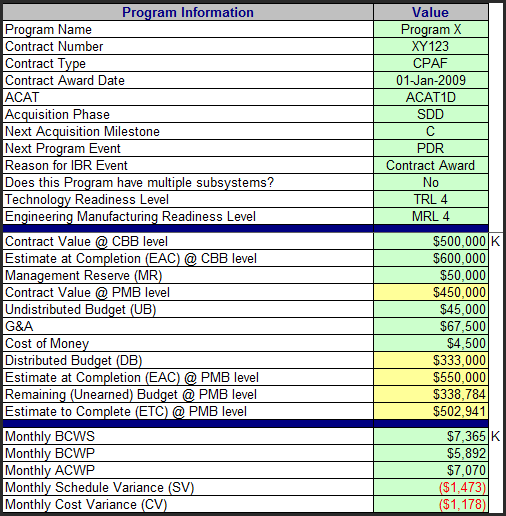 Program Information Value
Program Name Program X
Contract Number XY123
Contract Type CPAF
Contract Award Date 01-Jan-2009
ACAT ACAT1D
Acquisition Phase SDD
Next Acquisition Milestone C
Next Program Event PDR
Reason for IBR Event Contract Award
Does this Program have multiple subsystems? No
Technology Readiness Level TRL 4
Engineering Manufacturing Readiness Level MRL 4
Contract Value @ CBB level $500,000 K
Estimate at Completion (EAC) @ CBB level $600,000
Management Reserve (MR) $50,000
Contract Value @ PMB level $450,000
Undistributed Budget (UB) $45,000
G&A $67,500
Cost of Money $4,500
Distributed Budget (DB) $333,000
Estimate at Completion (EAC) @ PMB level $550,000
Remaining (Unearned) Budget @ PMB level $338,784
Estimate to Complete (ETC) @ PMB level $502,941
Monthly BCWS $7,365 K
Monthly BCWP $5,892
Monthly ACWP $7,070
Monthly Schedule Variance (SV) ($1,473)
Monthly Cost Variance (CV) ($1,178)